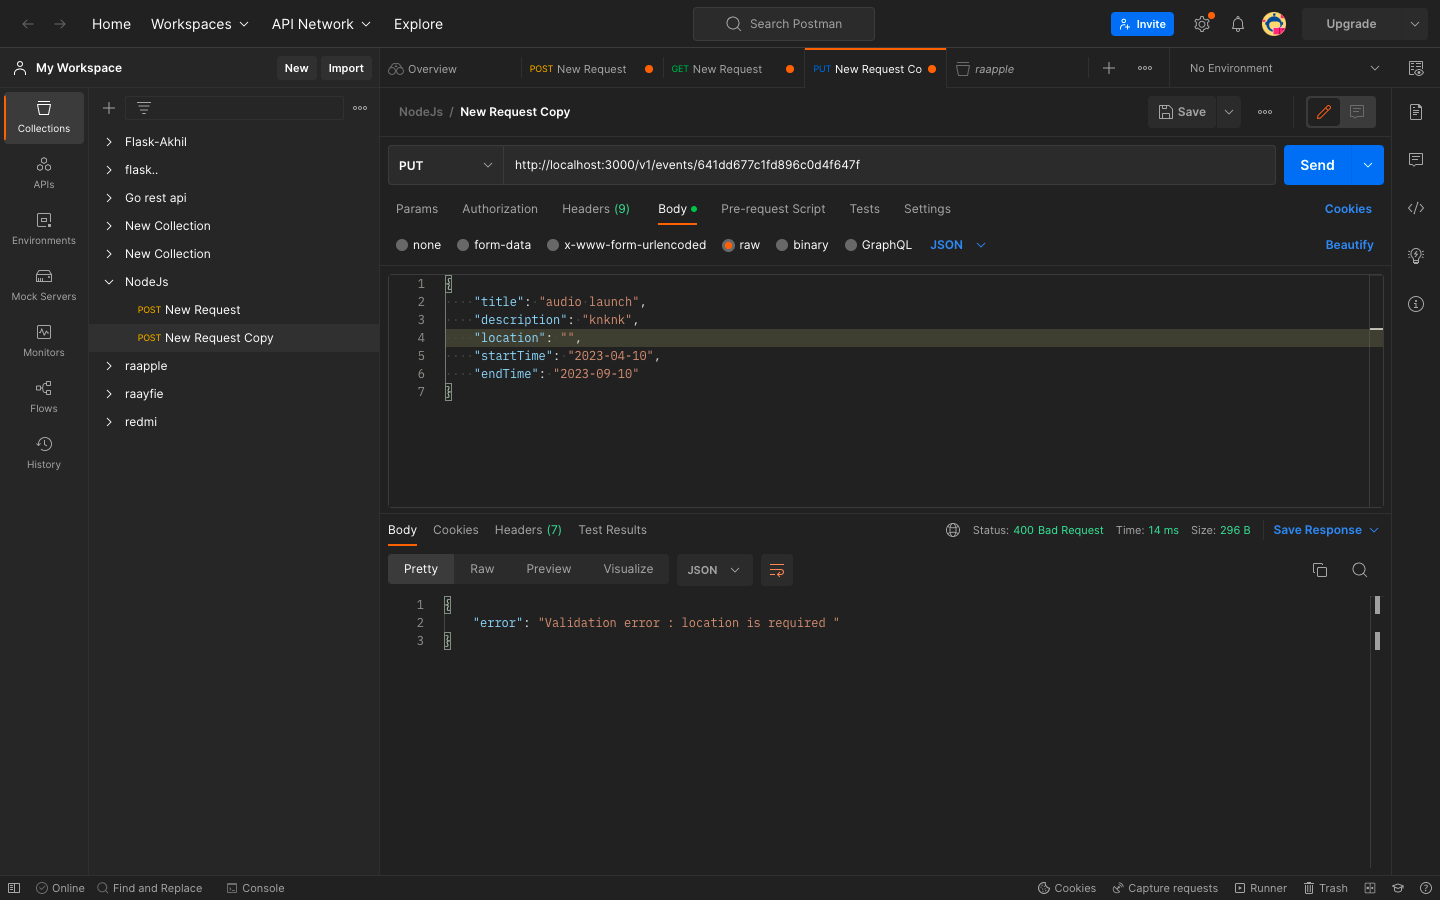 Home Workspaces API Network Explore Search Postman Invite Upgrade
My Workspace New Import Overview POST New Request GET New Request PUT New Request Co raapple No Environment
NodeJs / New Request Copy Save
Collections
APIs
Environments
Mock Servers
Monitors
Flows
History
Flask-Akhil
flask..
Go rest api
New Collection
New Collection
NodeJs
POST New Request
POST New Request Copy
raapple
raayfie
redmi
PUT http://localhost:3000/v1/events/641dd677c1fd896c0d4f647f Send
Params Authorization Headers (9) Body Pre-request Script Tests Settings Cookies
none form-data x-www-form-urlencoded raw binary GraphQL JSON Beautify
1 {
2 "title": "audio launch",
3 "description": "knknk",
4 "location": "",
5 "startTime": "2023-04-10",
6 "endTime": "2023-09-10"
7 }
Body Cookies Headers (7) Test Results Status: 400 Bad Request Time: 14 ms Size: 296 B Save Response
Pretty Raw Preview Visualize JSON
1 {
2 "error": "Validation error : location is required "
3 }
Online Find and Replace Console Cookies Capture requests Runner Trash